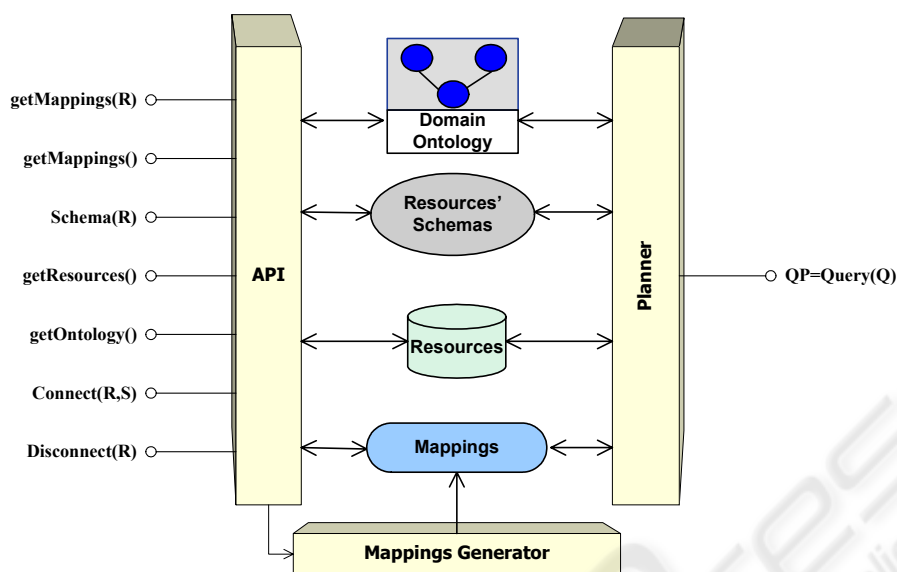 getMappings(R)
getMappings()
Schema(R)
getResources()
getOntology()
Connect(R,S)
Disconnect(R)
API
Domain
Ontology
Resources'
Schemas
Resources
Mappings
Mappings Generator
Planner
QP=Query(Q)